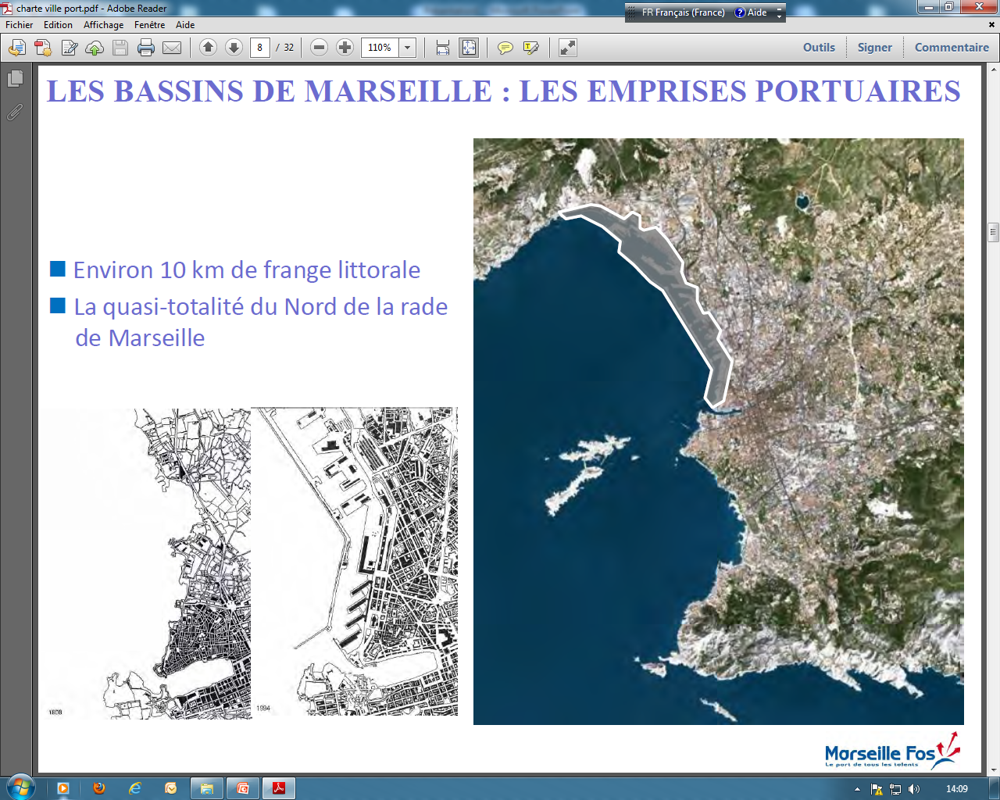 charte ville port.pdf - Adobe Reader
FR Français (France)
Aide
Fichier Edition Affichage Fenêtre Aide
8 / 32
110%
Outils Signer Commentaire
LES BASSINS DE MARSEILLE : LES EMPRISES PORTUAIRES
Environ 10 km de frange littorale
La quasi-totalité du Nord de la rade
de Marseille
1808
1994
Marseille Fos
Le port de tous les talents
14:09